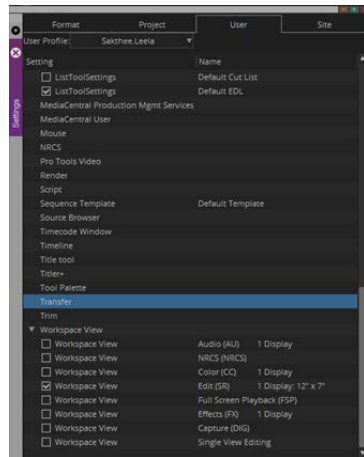 Format Project User Site
User Profile: Sakthee.Leela
Settings
Setting Name
ListToolSettings Default Cut List
ListToolSettings Default EDL
MediaCentral Production Mgmt Services
MediaCentral User
Mouse
NRCS
Pro Tools Video
Render
Script
Sequence Template Default Template
Source Browser
Timecode Window
Timeline
Title tool
Titler+
Tool Palette
Transfer
Trim
Workspace View
Workspace View Audio (AU) 1 Display
Workspace View NRCS (NRCS)
Workspace View Color (CC) 1 Display
Workspace View Edit (SR) 1 Display: 12" x 7"
Workspace View Full Screen Playback (FSP)
Workspace View Effects (FX) 1 Display
Workspace View Capture (DIG)
Workspace View Single View Editing